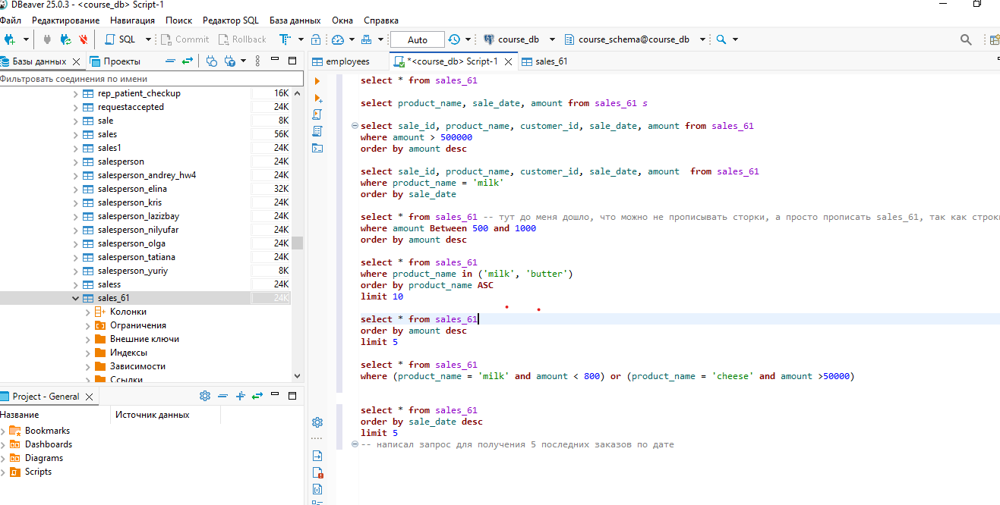 DBeaver 25.0.3 - <course_db> Script-1
Файл Редактирование Навигация Поиск Редактор SQL База данных Окна Справка
SQL Commit Rollback Auto course_db course_schema@course_db
Базы данных Проекты
employees *<course_db> Script-1 sales_61
Фильтровать соединения по имени
rep_patient_checkup 16K
requestaccepted 24K
sale 8K
sales 56K
sales1 24K
salesperson 24K
salesperson_andrey_hw4 24K
salesperson_elina 32K
salesperson_kris 24K
salesperson_lazizbay 24K
salesperson_nilyufar 24K
salesperson_olga 24K
salesperson_tatiana 24K
salesperson_yuriy 8K
saless 24K
sales_61 24K
Колонки
Ограничения
Внешние ключи
Индексы
Зависимости
Ссылки
Project - General
Название Источник данных
Bookmarks
Dashboards
Diagrams
Scripts
select * from sales_61
select product_name, sale_date, amount from sales_61 s
select sale_id, product_name, customer_id, sale_date, amount from sales_61
where amount > 500000
order by amount desc
select sale_id, product_name, customer_id, sale_date, amount  from sales_61
where product_name = 'milk'
order by sale_date
select * from sales_61 -- тут до меня дошло, что можно не прописывать сторки, а просто прописать sales_61, так как строки
where amount Between 500 and 1000
order by amount desc
select * from sales_61
where product_name in ('milk', 'butter')
order by product_name ASC
limit 10
select * from sales_61
order by amount desc
limit 5
select * from sales_61
where (product_name = 'milk' and amount < 800) or (product_name = 'cheese' and amount >50000)
select * from sales_61
order by sale_date desc
limit 5
-- написал запрос для получения 5 последних заказов по дате